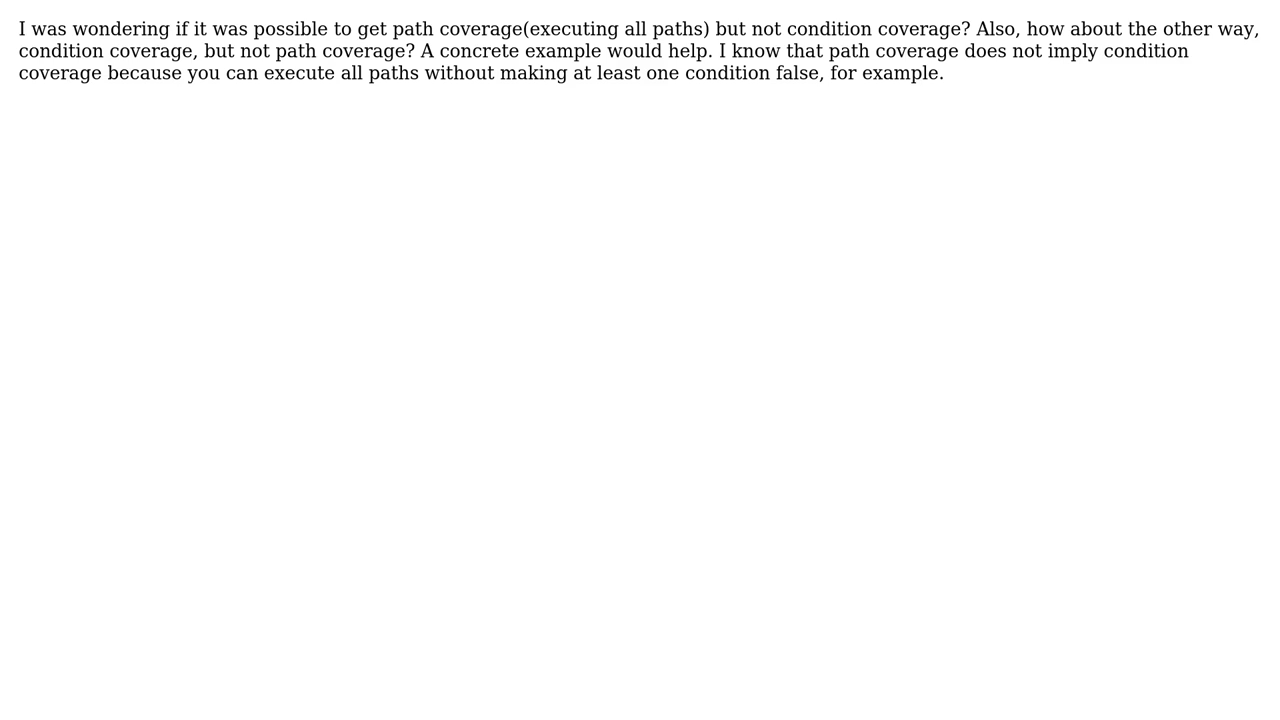 I was wondering if it was possible to get path coverage(executing all paths) but not condition coverage? Also, how about the other way,
condition coverage, but not path coverage? A concrete example would help. I know that path coverage does not imply condition
coverage because you can execute all paths without making at least one condition false, for example.